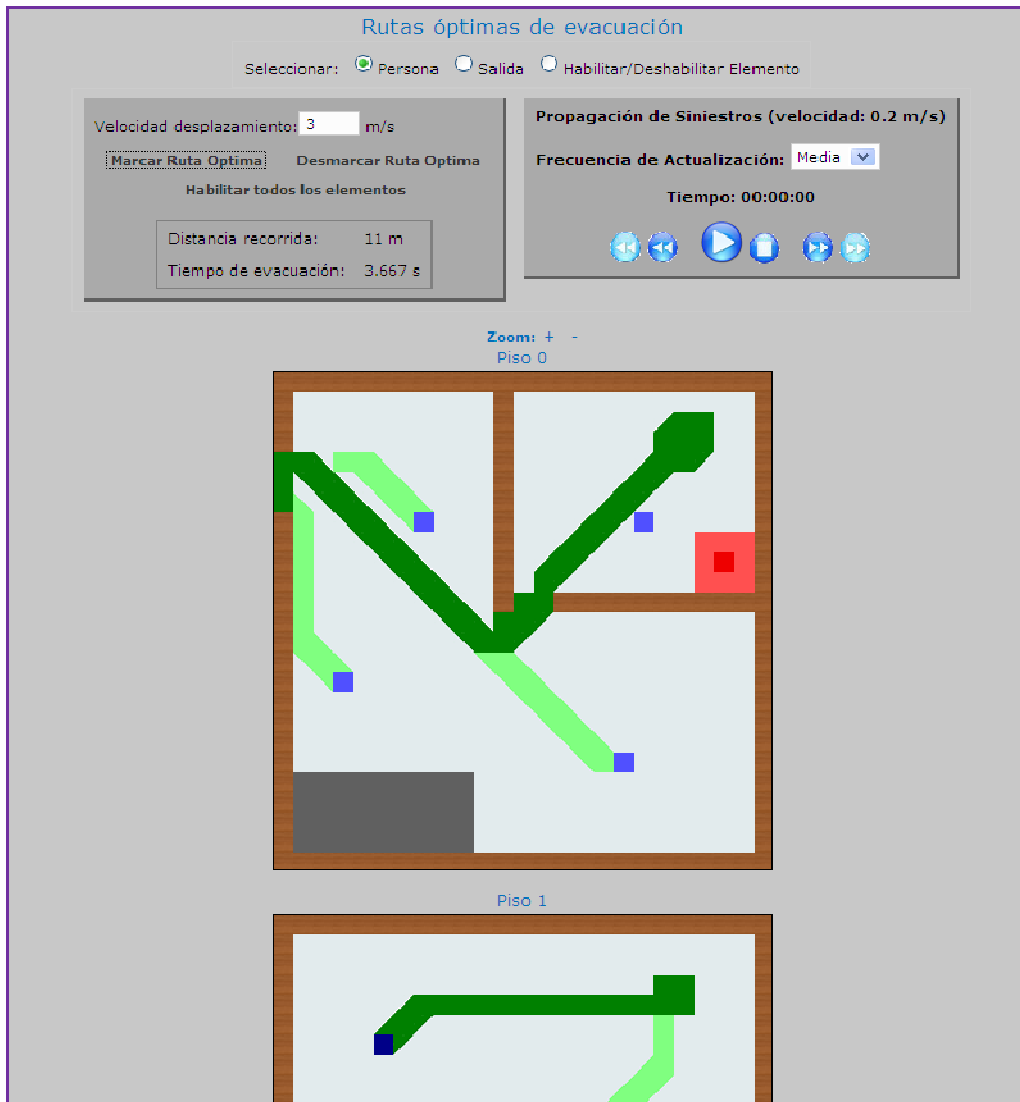 Rutas óptimas de evacuación
Seleccionar: Persona Salida Habilitar/Deshabilitar Elemento
Velocidad desplazamiento: 3 m/s
Marcar Ruta Optima Desmarcar Ruta Optima
Habilitar todos los elementos
Distancia recorrida: 11 m
Tiempo de evacuación: 3.667 s
Propagación de Siniestros (velocidad: 0.2 m/s)
Frecuencia de Actualización: Media
Tiempo: 00:00:00
Zoom: + -
Piso 0
Piso 1